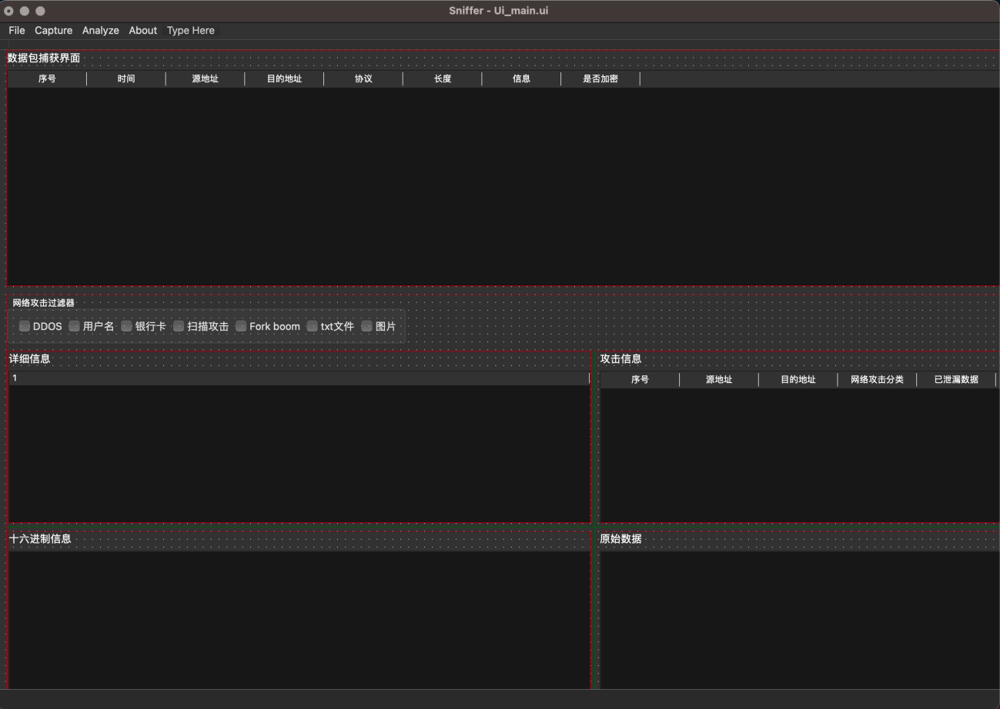 Sniffer - Ui_main.ui
File Capture Analyze About Type Here
数据包捕获界面
序号 时间 源地址 目的地址 协议 长度 信息 是否加密
网络攻击过滤器
DDOS 用户名 银行卡 扫描攻击 Fork boom txt文件 图片
详细信息
1
攻击信息
序号 源地址 目的地址 网络攻击分类 已泄漏数据
十六进制信息
原始数据